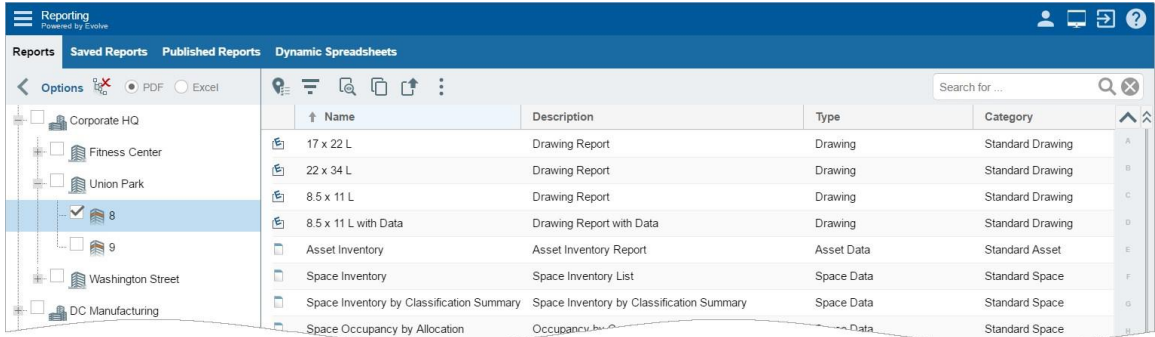 Reporting
Powered by Evolve
Reports Saved Reports Published Reports Dynamic Spreadsheets
Options PDF Excel
Search for ...
Corporate HQ
Fitness Center
Union Park
8
9
Washington Street
DC Manufacturing
Name Description Type Category
17 x 22 L Drawing Report Drawing Standard Drawing
22 x 34 L Drawing Report Drawing Standard Drawing
8.5 x 11 L Drawing Report Drawing Standard Drawing
8.5 x 11 L with Data Drawing Report with Data Drawing Standard Drawing
Asset Inventory Asset Inventory Report Asset Data Standard Asset
Space Inventory Space Inventory List Space Data Standard Space
Space Inventory by Classification Summary Space Inventory by Classification Summary Space Data Standard Space
Space Occupancy by Allocation Occupancy by Data Standard Space
A
B
C
D
E
F
G
H